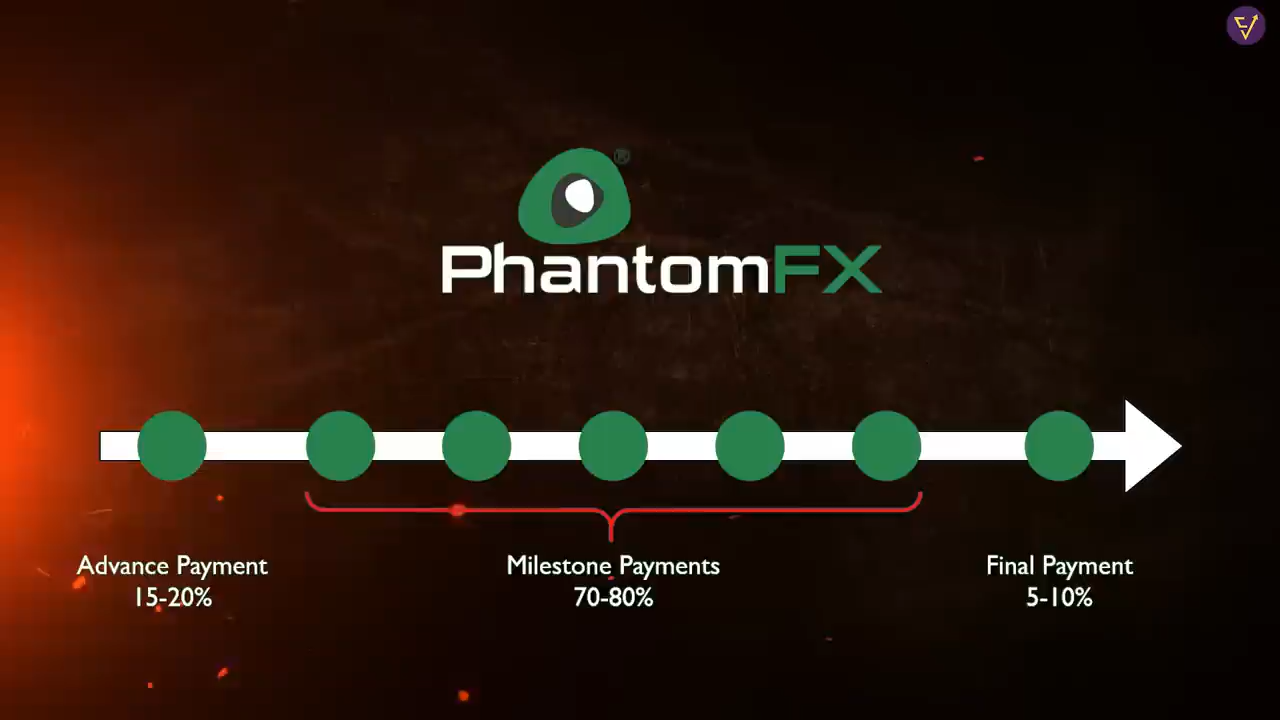 ®
PhantomFX
Advance Payment
15-20%
Milestone Payments
70-80%
Final Payment
5-10%